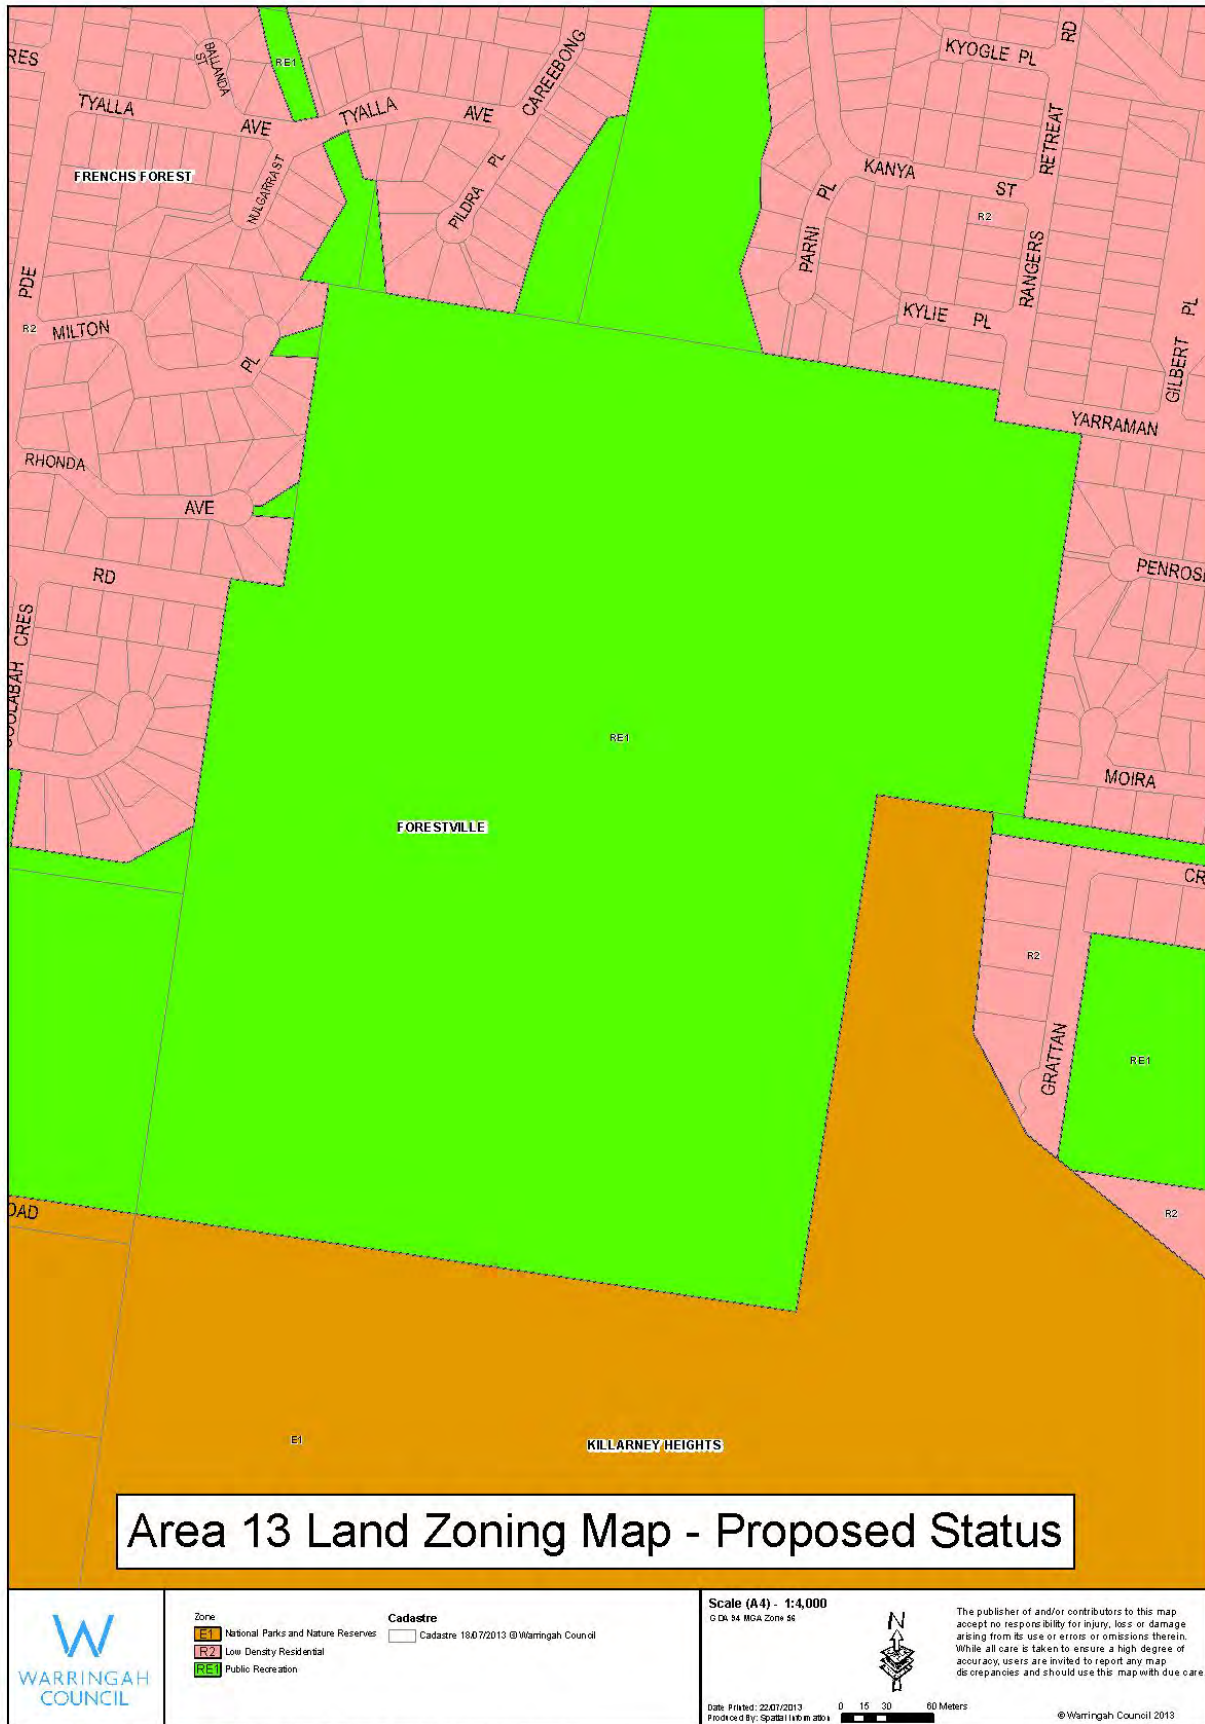 KYOGLE PL
RD
RES
BALLANDA
ST
RE1
TYALLA
AVE
TYALLA
AVE
CAREEBONG
RETREAT
FRENCHS FOREST
NULGARRA ST
PILDRA PL
KANYA
ST
PARNI PL
R2
RANGERS
PDE
R2
MILTON
PL
KYLIE PL
GILBERT PL
YARRAMAN
RHONDA
AVE
RD
PENROSE
CRES
RE1
MOIRA
FORESTVILLE
CR
R2
GRATTAN
RE1
OAD
R2
E1
KILLARNEY HEIGHTS
Area 13 Land Zoning Map - Proposed Status
WARRINGAH
COUNCIL
Zone
E1 National Parks and Nature Reserves
R2 Low Density Residential
RE1 Public Recreation
Cadastre
Cadastre 18/07/2013 © Warringah Council
Scale (A4) - 1:4,000
GDA 94 MGA Zone 56
N
Date Printed: 22/07/2013
Produced By: Spatial Information
0 15 30 60 Meters
The publisher of and/or contributors to this map
accept no responsibility for injury, loss or damage
arising from its use or errors or omissions therein.
While all care is taken to ensure a high degree of
accuracy, users are invited to report any map
discrepancies and should use this map with due care
© Warringah Council 2013